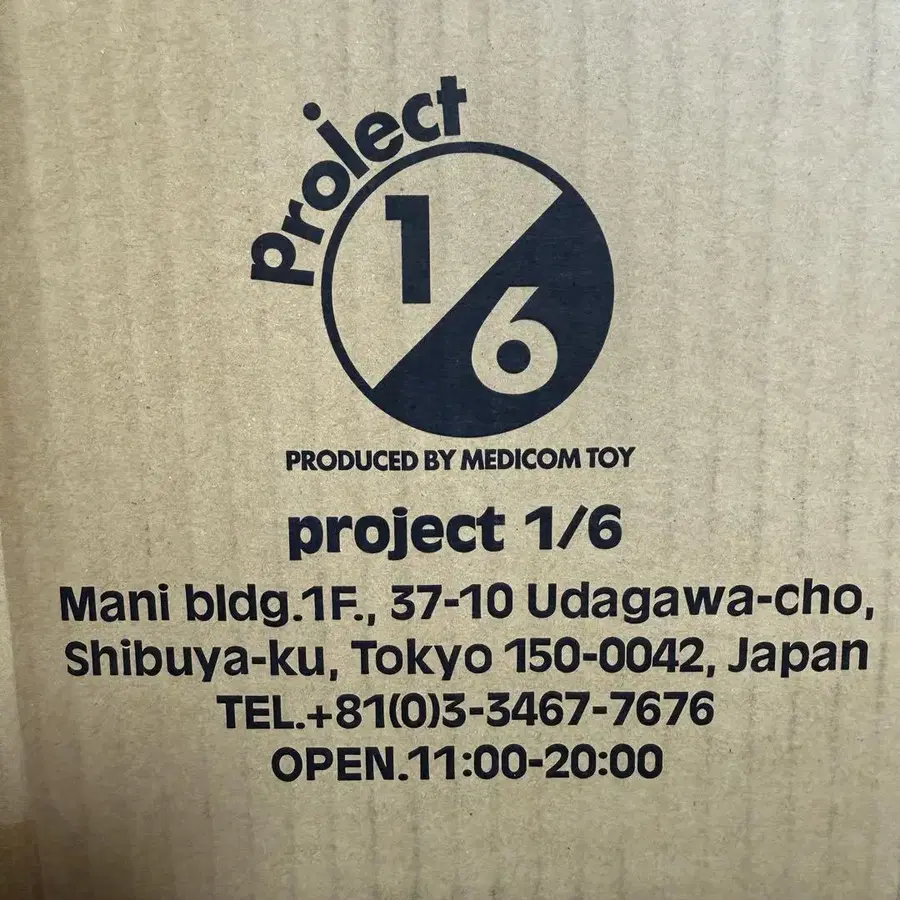 project
1/6
PRODUCED BY MEDICOM TOY
project 1/6
Mani bldg.1F., 37-10 Udagawa-cho,
Shibuya-ku, Tokyo 150-0042, Japan
TEL.+81(0)3-3467-7676
OPEN.11:00-20:00